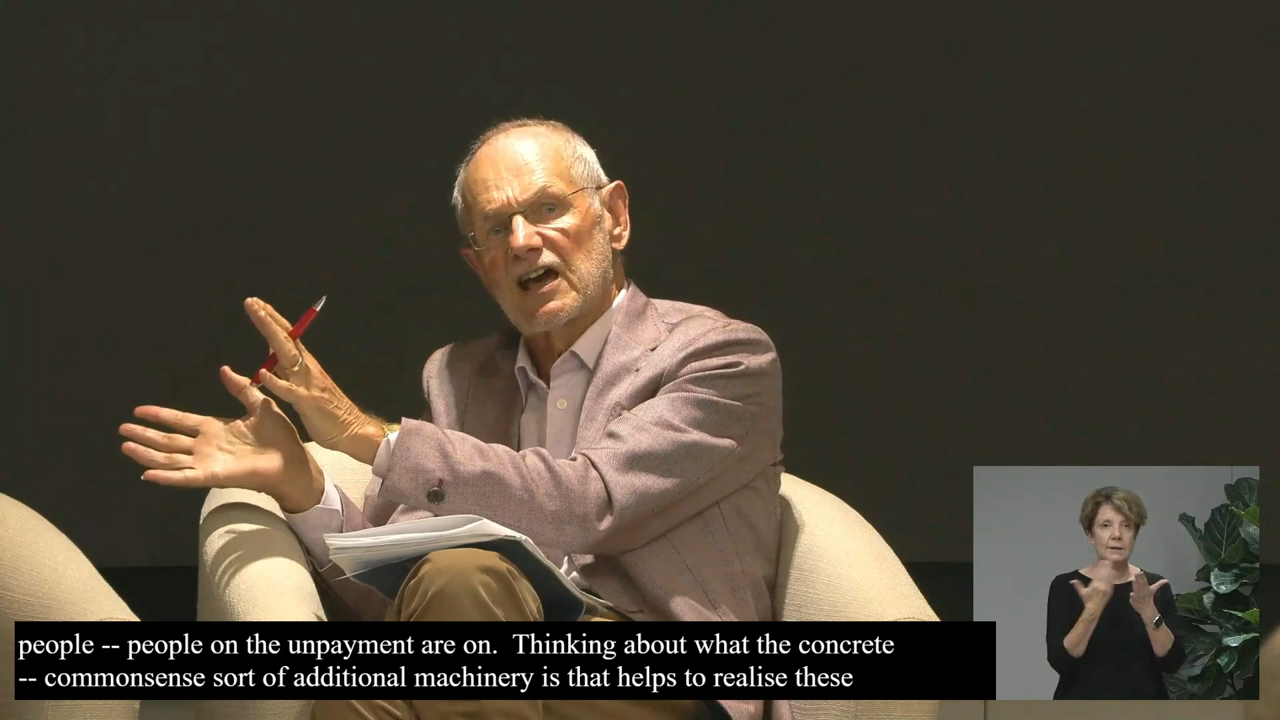 people -- people on the unpayment are on.  Thinking about what the concrete
-- commonsense sort of additional machinery is that helps to realise these